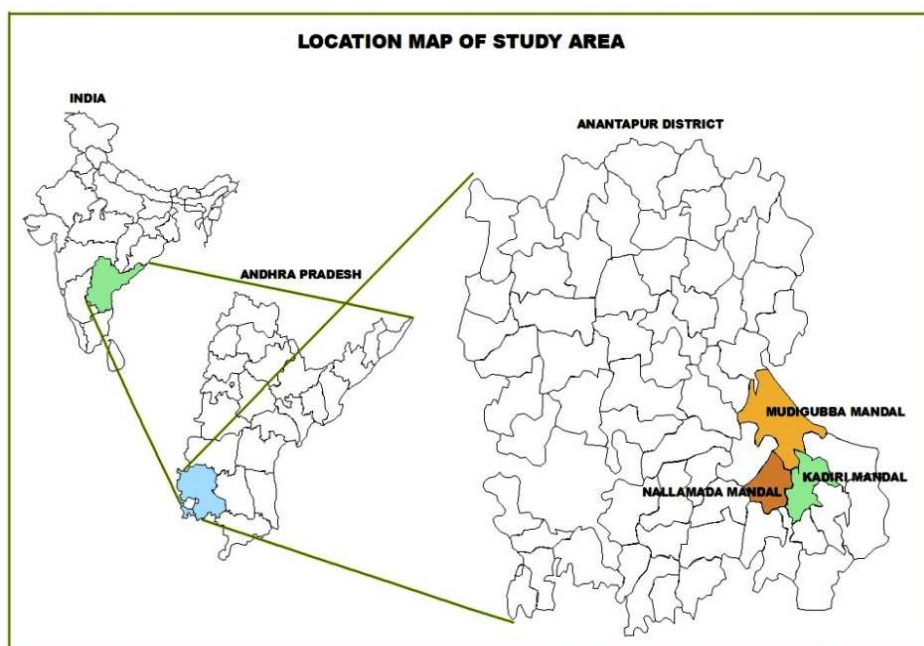 LOCATION MAP OF STUDY AREA
INDIA
ANANTAPUR DISTRICT
ANDHRA PRADESH
MUDIGUBBA MANDAL
KADIRI MANDAL
NALLAMADA MANDAL